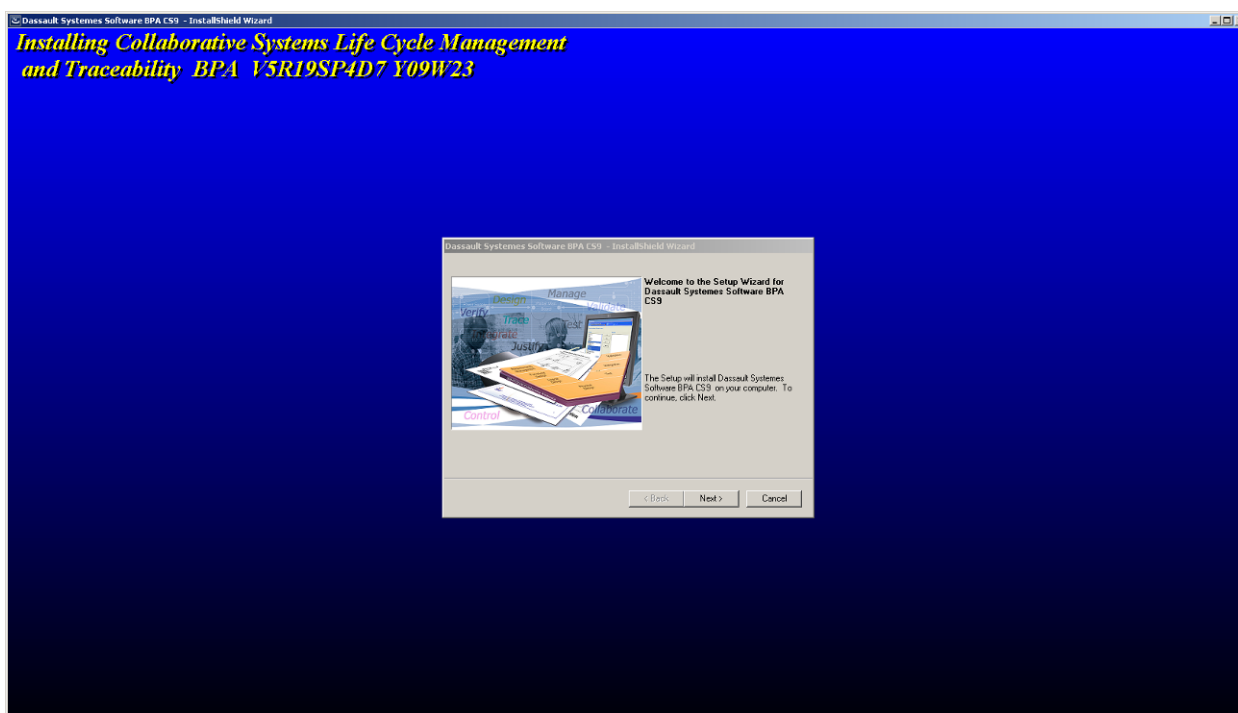 Dassault Systemes Software BPA CS9 - InstallShield Wizard
Installing Collaborative Systems Life Cycle Management
and Traceability BPA V5R19SP4D7 Y09W23
Dassault Systemes Software BPA CS9 - InstallShield Wizard
Welcome to the Setup Wizard for
Dassault Systemes Software BPA
CS9
Manage
Design
Validate
Verify
Trace
Test
Justify
The Setup will install Dassault Systemes
Software BPA CS9 on your computer. To
continue, click Next.
Collaborate
Control
< Back
Next >
Cancel